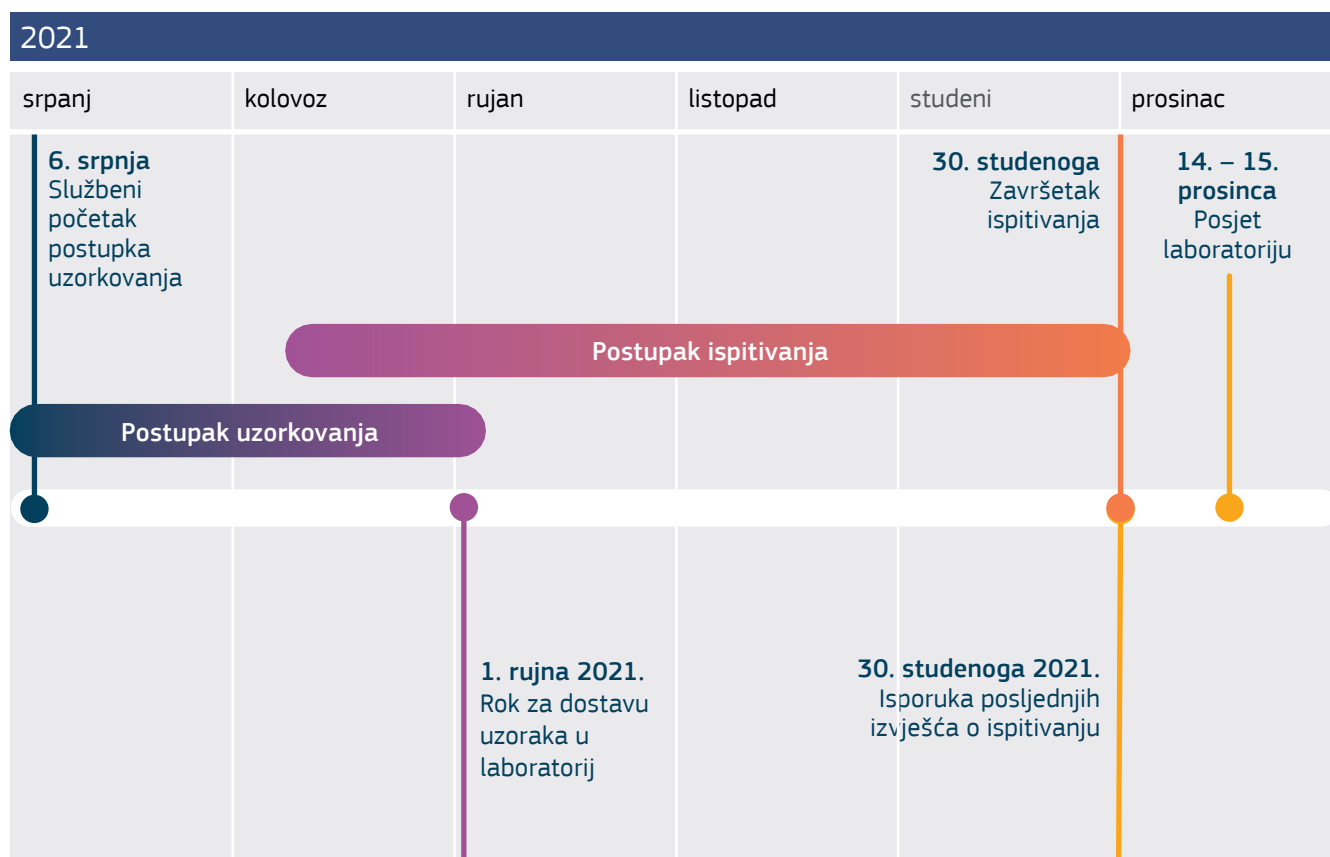 2021
srpanj
kolovoz
rujan
listopad
studeni
prosinac
6. srpnja
Službeni
početak
postupka
uzorkovanja
30. studenoga
Završetak
ispitivanja
14. – 15.
prosinca
Posjet
laboratoriju
Postupak ispitivanja
Postupak uzorkovanja
1. rujna 2021.
Rok za dostavu
uzoraka u
laboratorij
30. studenoga 2021.
Isporuka posljednjih
izvješća o ispitivanju